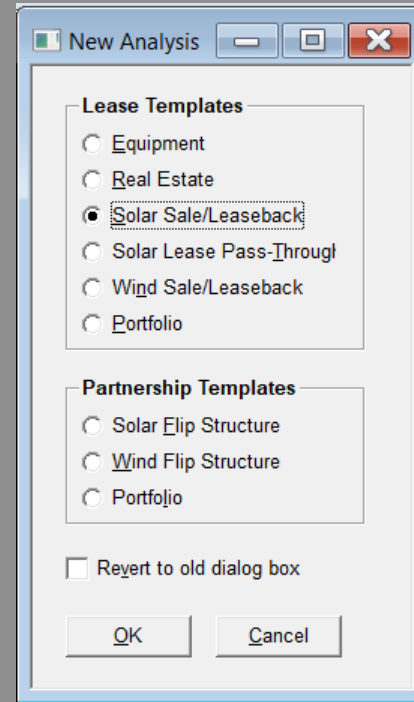 New Analysis
Lease Templates
Equipment
Real Estate
Solar Sale/Leaseback
Solar Lease Pass-Throug
Wind Sale/Leaseback
Portfolio
Partnership Templates
Solar Flip Structure
Wind Flip Structure
Portfolio
Revert to old dialog box
OK
Cancel